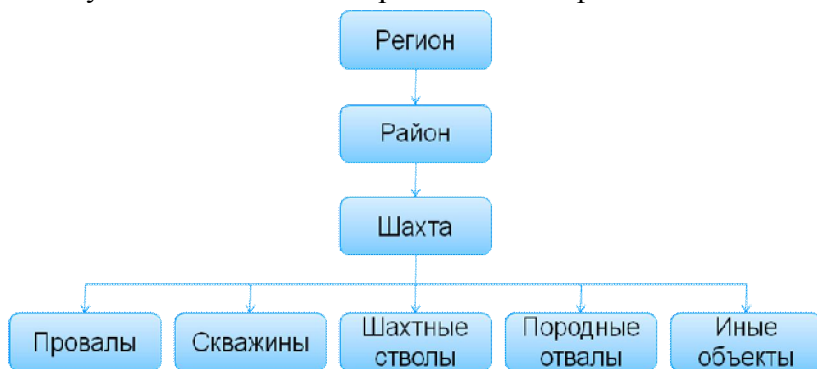 Регион
Район
Шахта
Провалы
Скважины
Шахтные
стволы
Породные
отвалы
Иные
объекты